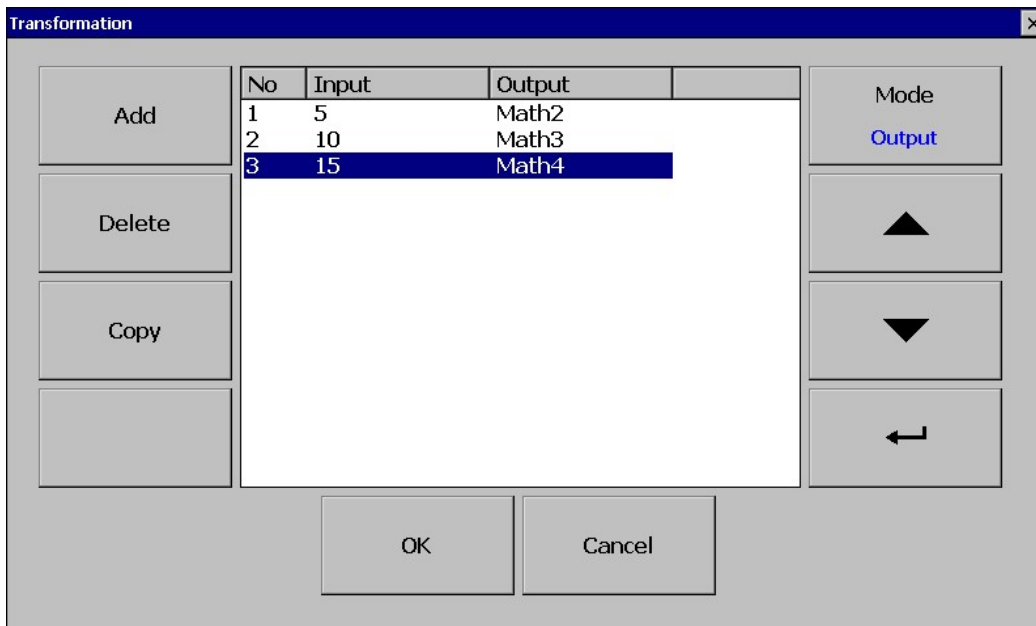 Transformation
Add
Delete
Copy
No Input Output
1 5 Math2
2 10 Math3
3 15 Math4
Mode
Output
OK
Cancel